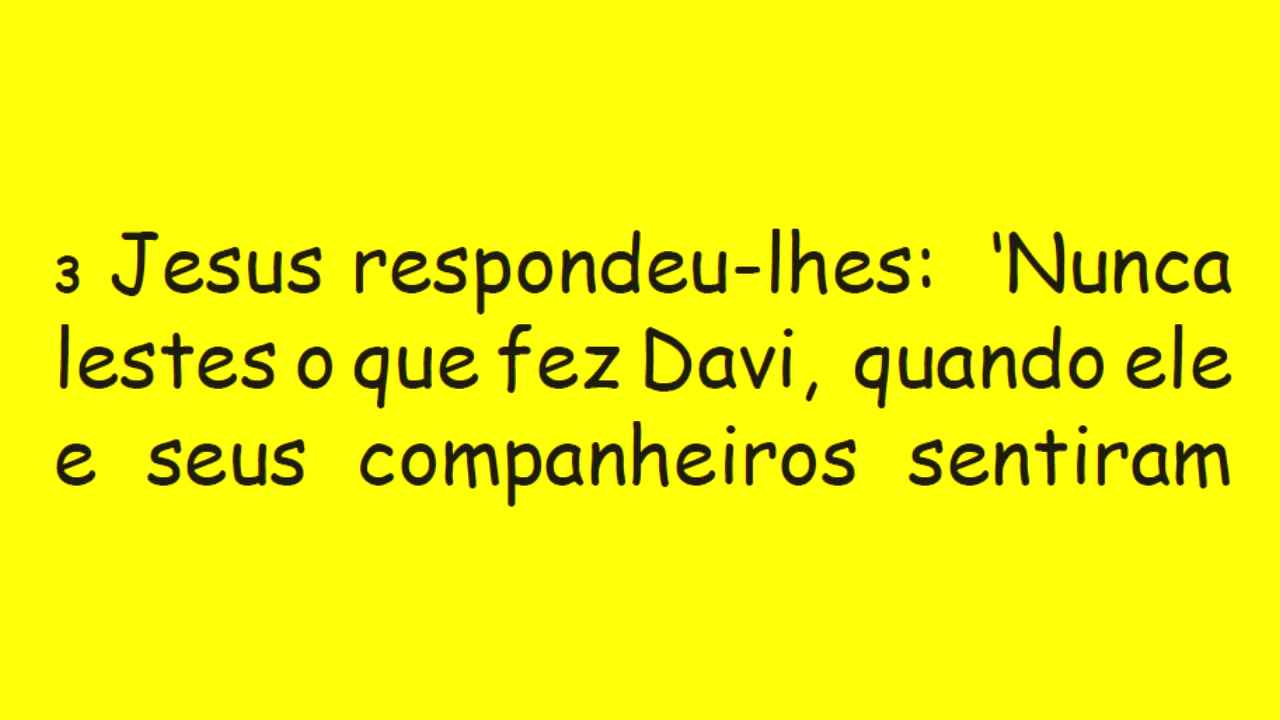 3 Jesus respondeu-lhes: 'Nunca
lestes o que fez Davi, quando ele
e seus companheiros sentiram